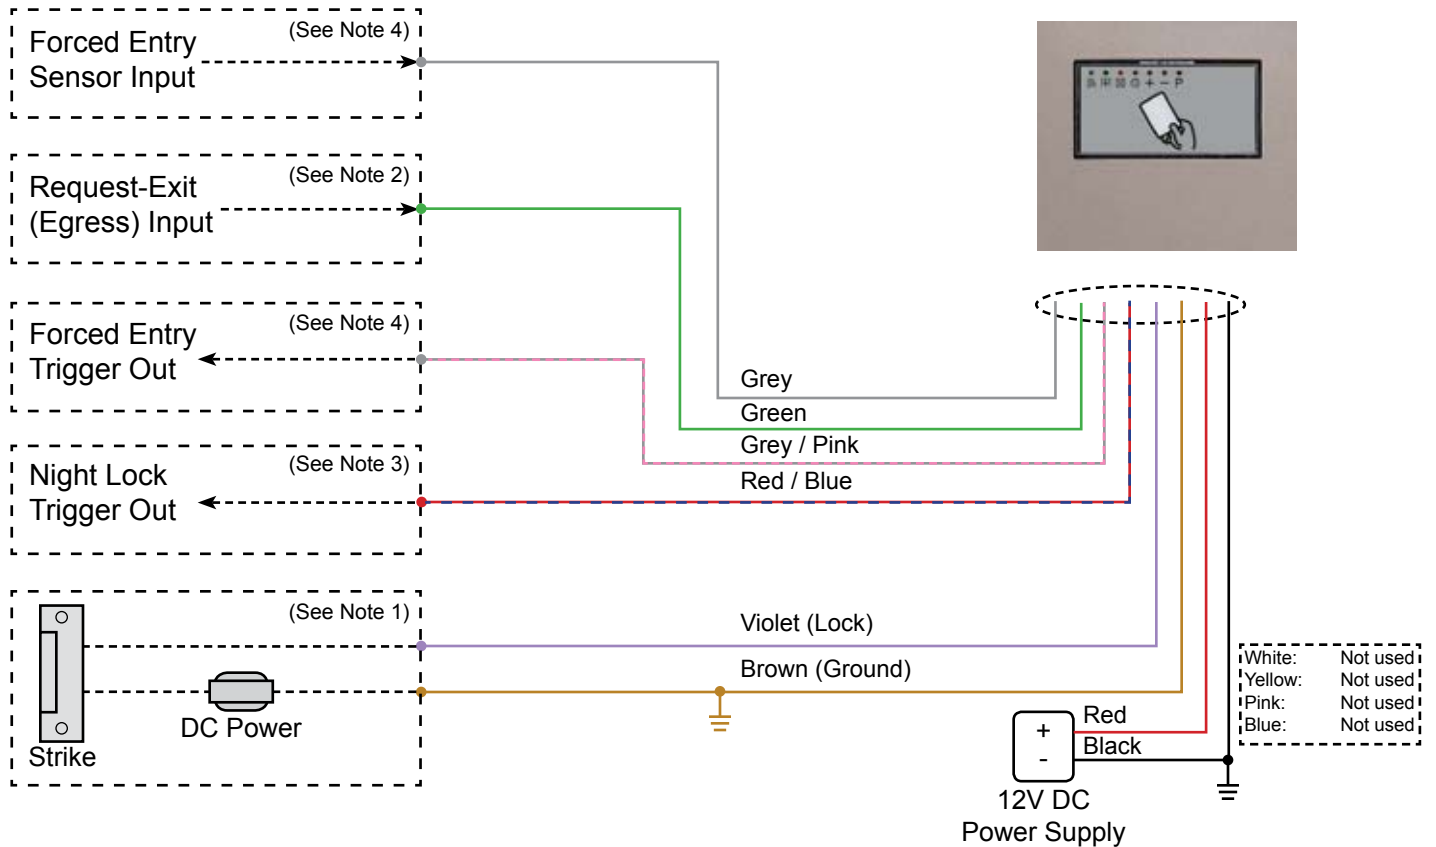 (See Note 4)
Forced Entry
Sensor Input
(See Note 2)
Request-Exit
(Egress) Input
(See Note 4)
Forced Entry
Trigger Out
(See Note 3)
Night Lock
Trigger Out
(See Note 1)
DC Power
Strike
Grey
Green
Grey / Pink
Red / Blue
Violet (Lock)
Brown (Ground)
+ - P
Red
+
Black
-
12V DC
Power Supply
White: Not used
Yellow: Not used
Pink: Not used
Blue: Not used